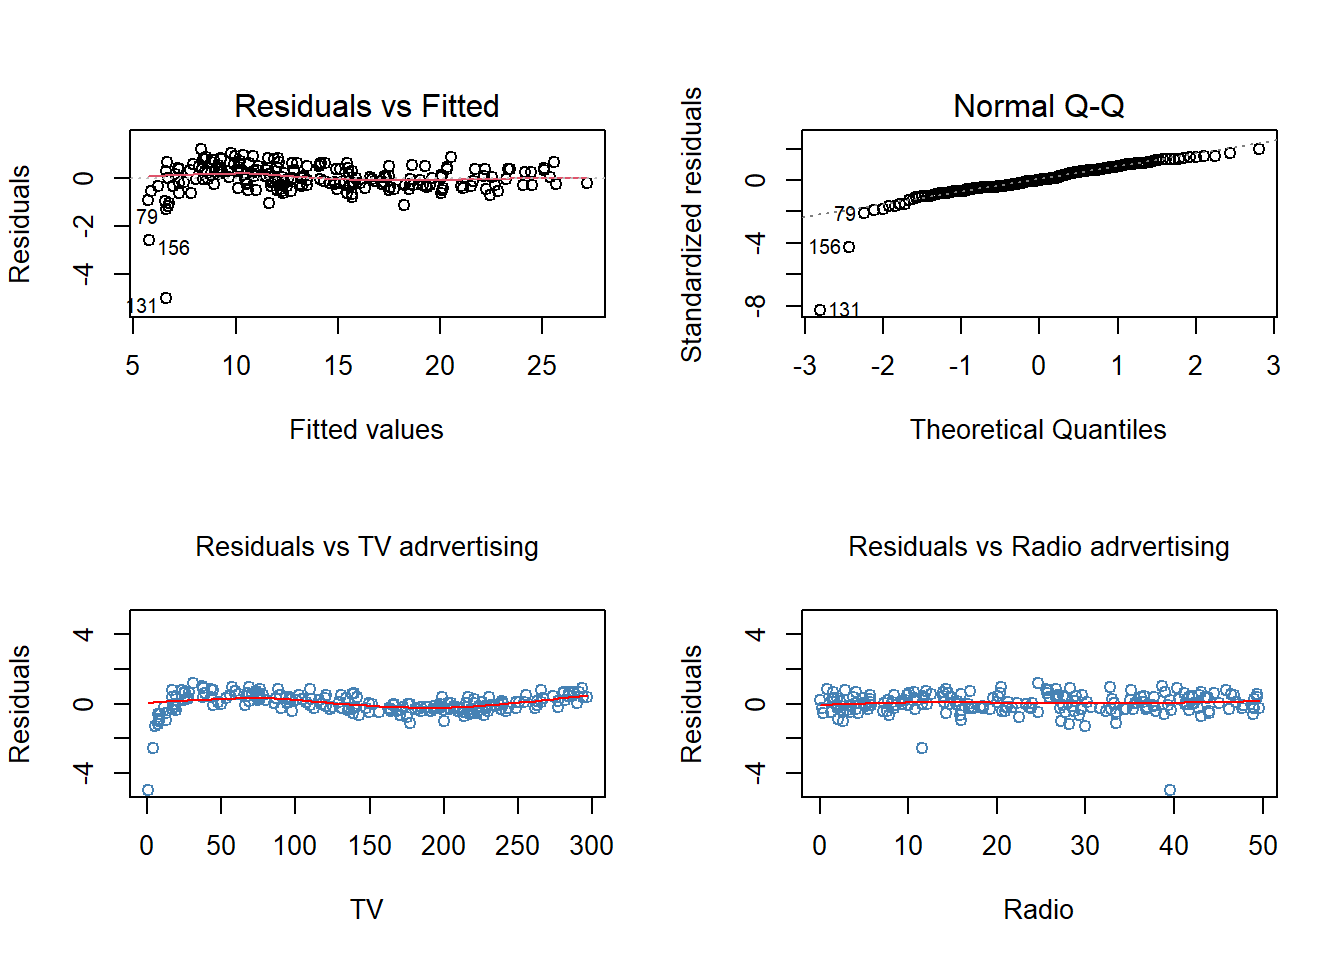 Residuals vs Fitted
Residuals
0
-2
-4
79
156
131
5 10 15 20 25
Fitted values
Normal Q-Q
Standardized residuals
0
-4
-8
79
156
131
-3 -2 -1 0 1 2 3
Theoretical Quantiles
Residuals vs TV adrvertising
Residuals
4
0
-4
0 50 100 150 200 250 300
TV
Residuals vs Radio adrvertising
Residuals
4
0
-4
0 10 20 30 40 50
Radio